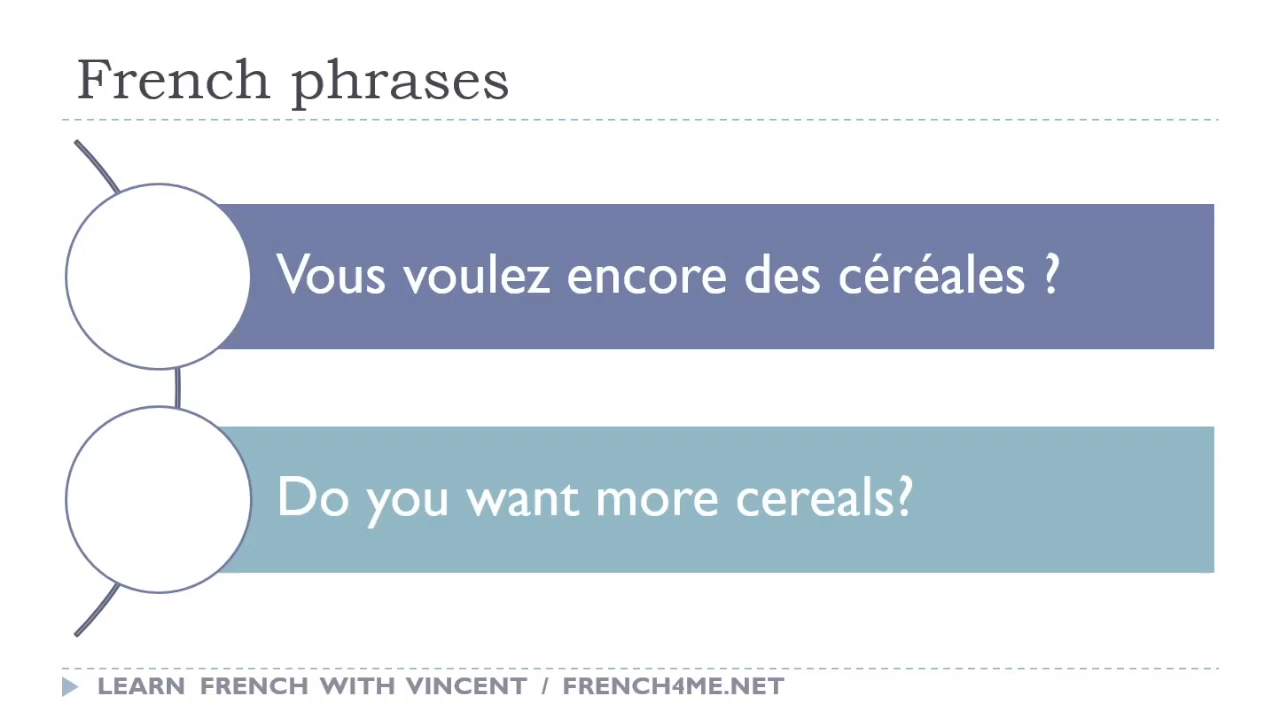 French phrases
Vous voulez encore des céréales ?
Do you want more cereals?
LEARN FRENCH WITH VINCENT / FRENCH4ME.NET